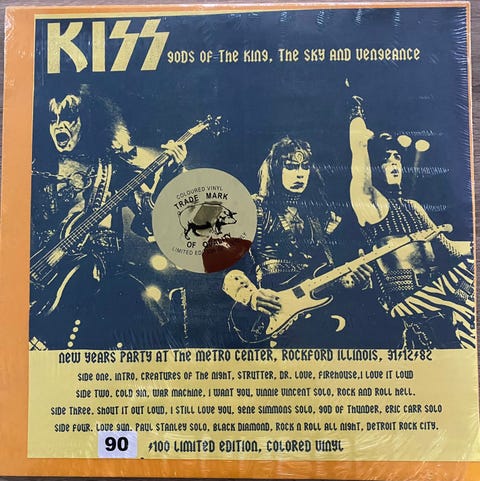 KISS
gods of The king, The sky and vengeance
COLOURED VINYL
TRADE MARK
OF
LIMITED
new years party at the metro center, rockford illinois, 31/12/82
side one. intro, creatures of the night, strutter, dr. love, firehouse,i love it loud
side two. cold gin, war machine, i want you, vinnie vincent solo, rock and roll hell.
side three. shout it out loud, i still love you, gene simmons solo, god of thunder, eric carr solo
side four. love gun, paul stanley solo, black diamond, rock n roll all night, detroit rock city.
90
100 limited edition, colored vinyl